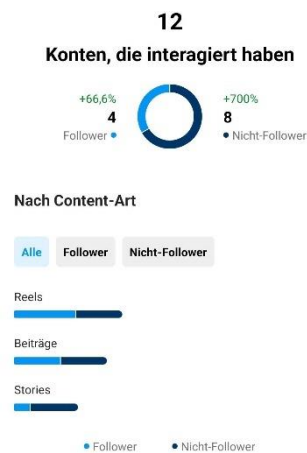 12
Konten, die interagiert haben
+66,6%
4
Follower
+700%
8
Nicht-Follower
Nach Content-Art
Alle Follower Nicht-Follower
Reels
Beiträge
Stories
Follower Nicht-Follower